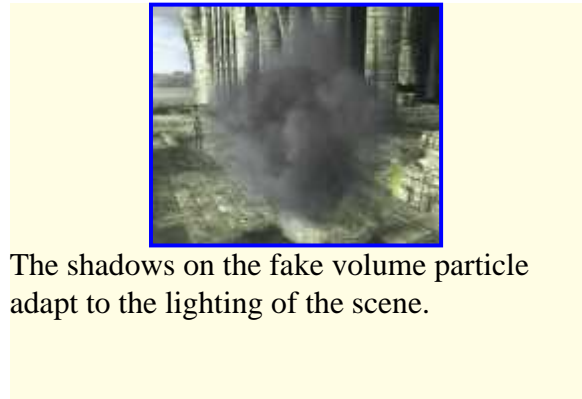 The shadows on the fake volume particle
adapt to the lighting of the scene.